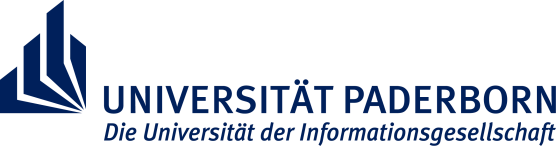 UNIVERSITÄT PADERBORN
Die Universität der Informationsgesellschaft